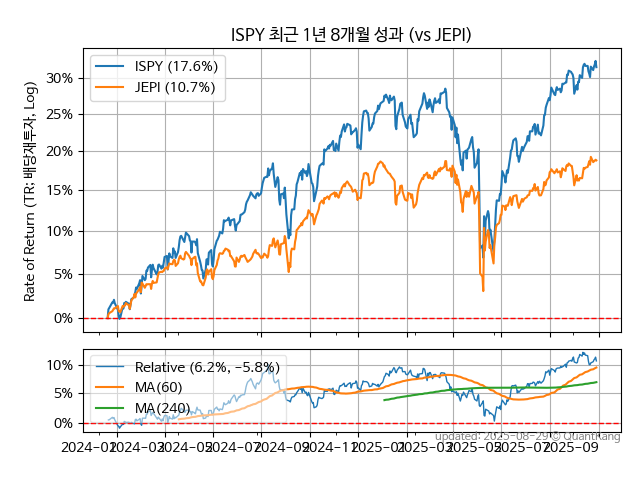 ISPY 최근 1년 8개월 성과 (vs JEPI)
Rate of Return (TR: 배당재투자, Log)
30%
25%
20%
15%
10%
5%
0%
ISPY (17.6%)
JEPI (10.7%)
10%
5%
0%
Relative (6.2%, −5.8%)
MA(60)
MA(240)
2024−01
2024−03
2024−05
2024−07
2024−09
2024−11
2025−01
2025−03
2025−05
2025−07
2025−09
updated: 2025-08-29 © QuantKang